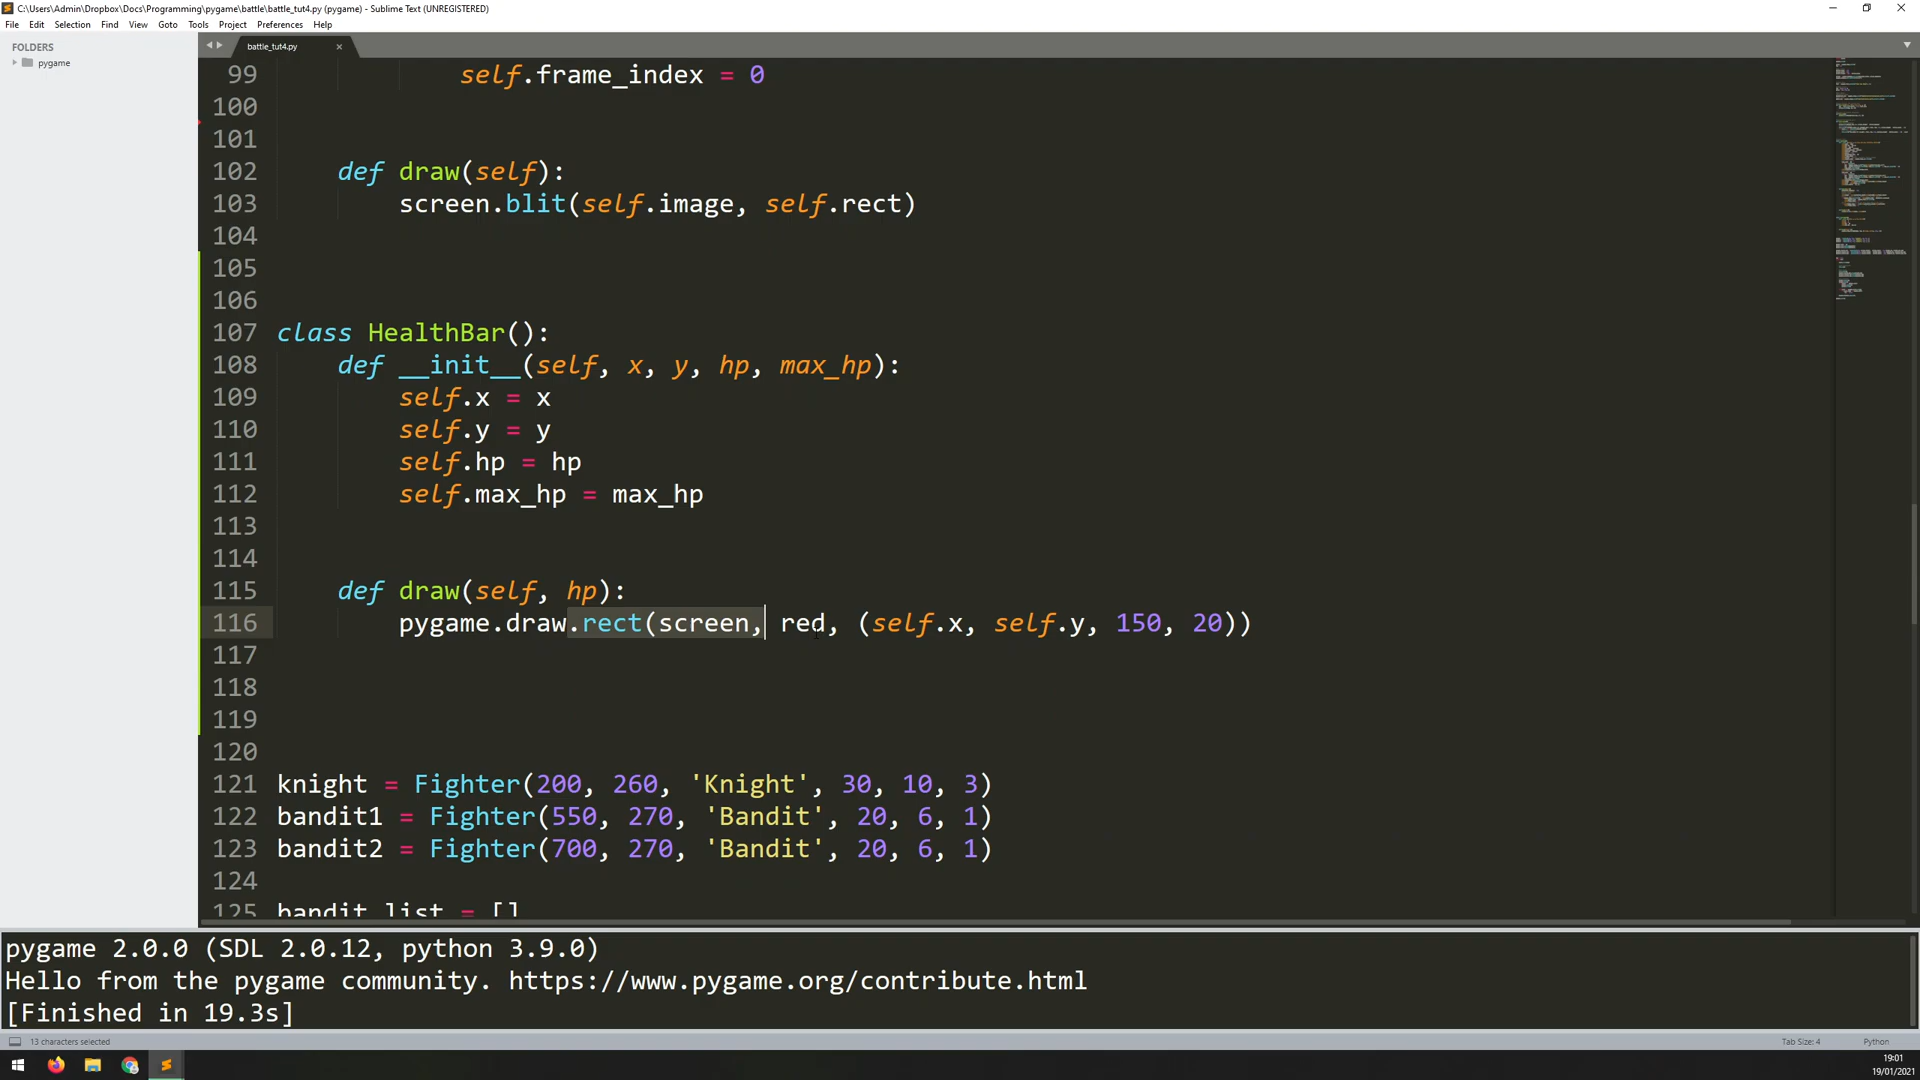 C:\Users\Admin\Dropbox\Docs\Programming\pygame\battle\battle_tut4.py (pygame) - Sublime Text (UNREGISTERED)
File Edit Selection Find View Goto Tools Project Preferences Help
FOLDERS
pygame
battle_tut4.py
99 self.frame_index = 0
100
101
102 def draw(self):
103 screen.blit(self.image, self.rect)
104
105
106
107 class HealthBar():
108 def __init__(self, x, y, hp, max_hp):
109 self.x = x
110 self.y = y
111 self.hp = hp
112 self.max_hp = max_hp
113
114
115 def draw(self, hp):
116 pygame.draw.rect(screen, red, (self.x, self.y, 150, 20))
117
118
119
120
121 knight = Fighter(200, 260, 'Knight', 30, 10, 3)
122 bandit1 = Fighter(550, 270, 'Bandit', 20, 6, 1)
123 bandit2 = Fighter(700, 270, 'Bandit', 20, 6, 1)
124
125 bandit_list = []
pygame 2.0.0 (SDL 2.0.12, python 3.9.0)
Hello from the pygame community. https://www.pygame.org/contribute.html
[Finished in 19.3s]
13 characters selected
Tab Size: 4
Python
19:01
19/01/2021